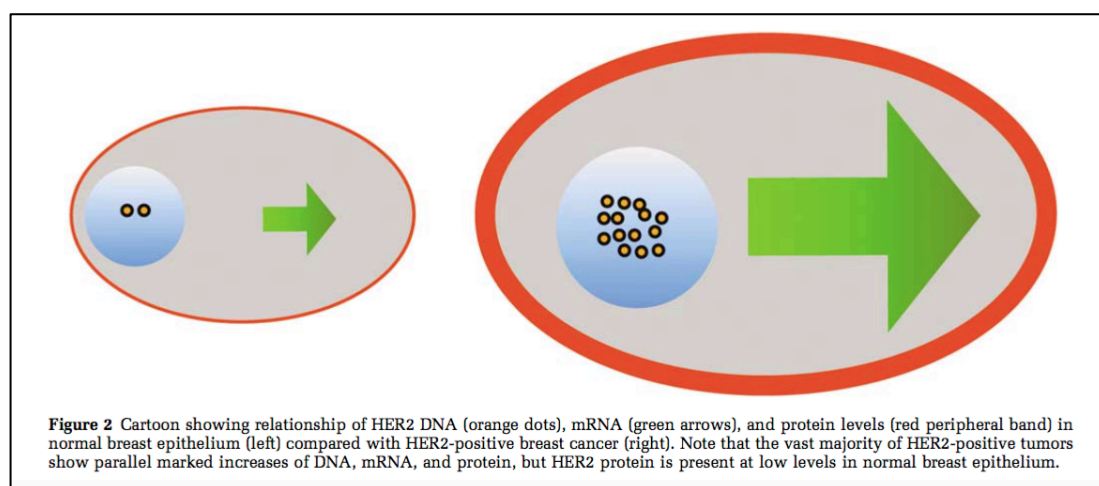 Figure 2 Cartoon showing relationship of HER2 DNA (orange dots), mRNA (green arrows), and protein levels (red peripheral band) in
normal breast epithelium (left) compared with HER2-positive breast cancer (right). Note that the vast majority of HER2-positive tumors
show parallel marked increases of DNA, mRNA, and protein, but HER2 protein is present at low levels in normal breast epithelium.